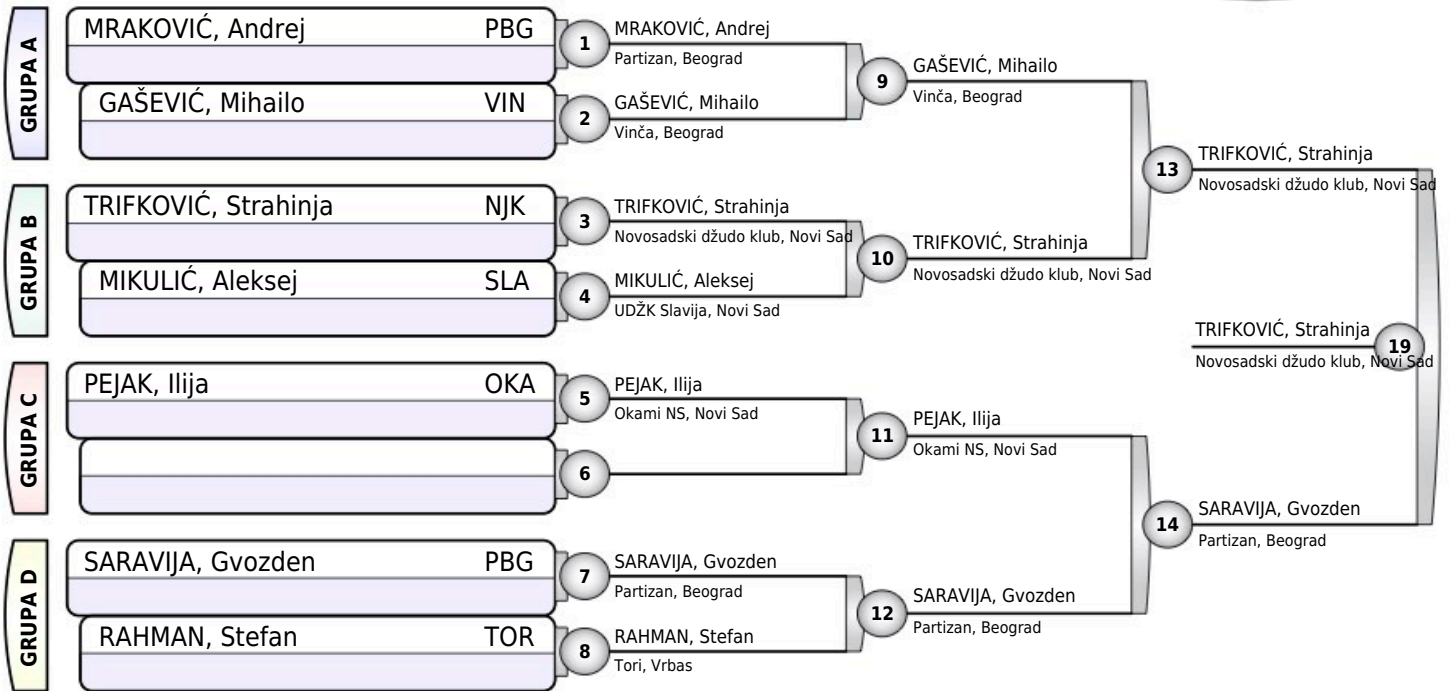 GRUPA A
MRAKOVIĆ, Andrej PBG
1
MRAKOVIĆ, Andrej
Partizan, Beograd
GAŠEVIĆ, Mihailo VIN
2
GAŠEVIĆ, Mihailo
Vinča, Beograd
9
GAŠEVIĆ, Mihailo
Vinča, Beograd
GRUPA B
TRIFKOVIĆ, Strahinja NJK
3
TRIFKOVIĆ, Strahinja
Novosadski džudo klub, Novi Sad
MIKULIĆ, Aleksej SLA
4
MIKULIĆ, Aleksej
UDŽK Slavija, Novi Sad
10
TRIFKOVIĆ, Strahinja
Novosadski džudo klub, Novi Sad
13
TRIFKOVIĆ, Strahinja
Novosadski džudo klub, Novi Sad
GRUPA C
PEJAK, Ilija OKA
5
PEJAK, Ilija
Okami NS, Novi Sad
6
11
PEJAK, Ilija
Okami NS, Novi Sad
GRUPA D
SARAVIJA, Gvozden PBG
7
SARAVIJA, Gvozden
Partizan, Beograd
RAHMAN, Stefan TOR
8
RAHMAN, Stefan
Tori, Vrbas
12
SARAVIJA, Gvozden
Partizan, Beograd
14
SARAVIJA, Gvozden
Partizan, Beograd
TRIFKOVIĆ, Strahinja
19
Novosadski džudo klub, Novi Sad